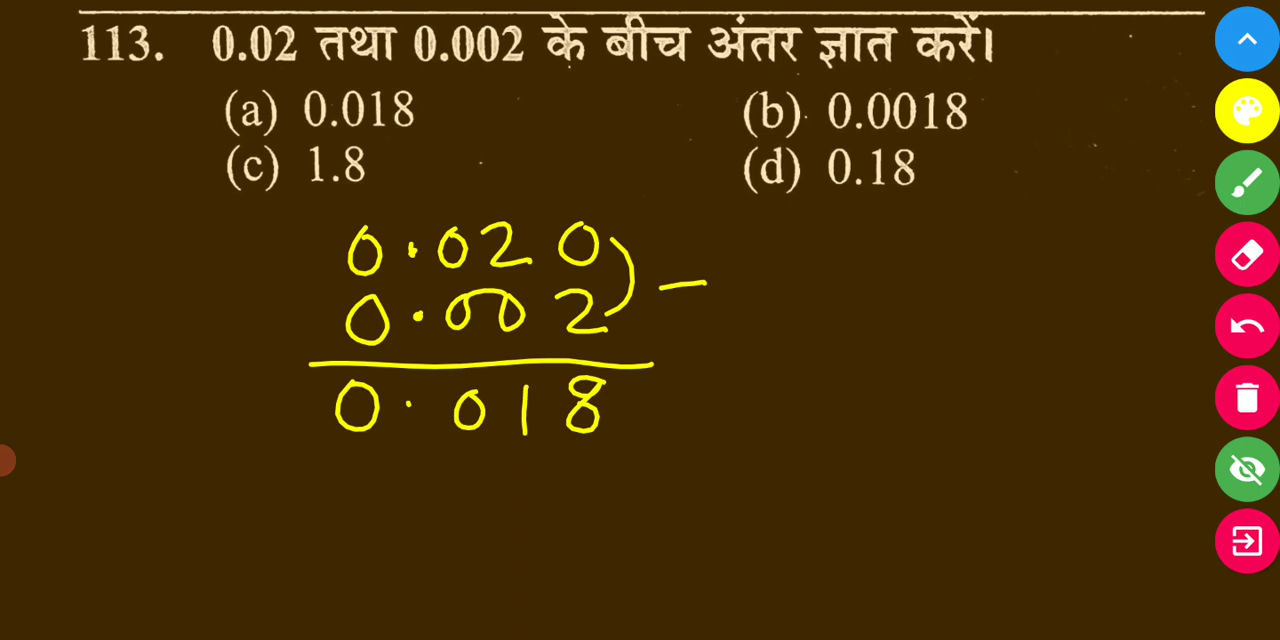 113. 0.02 तथा 0.002 के बीच अंतर ज्ञात करें।
(a) 0.018 (b) 0.0018
(c) 1.8 (d) 0.18
0.020
0.002 -
0.018